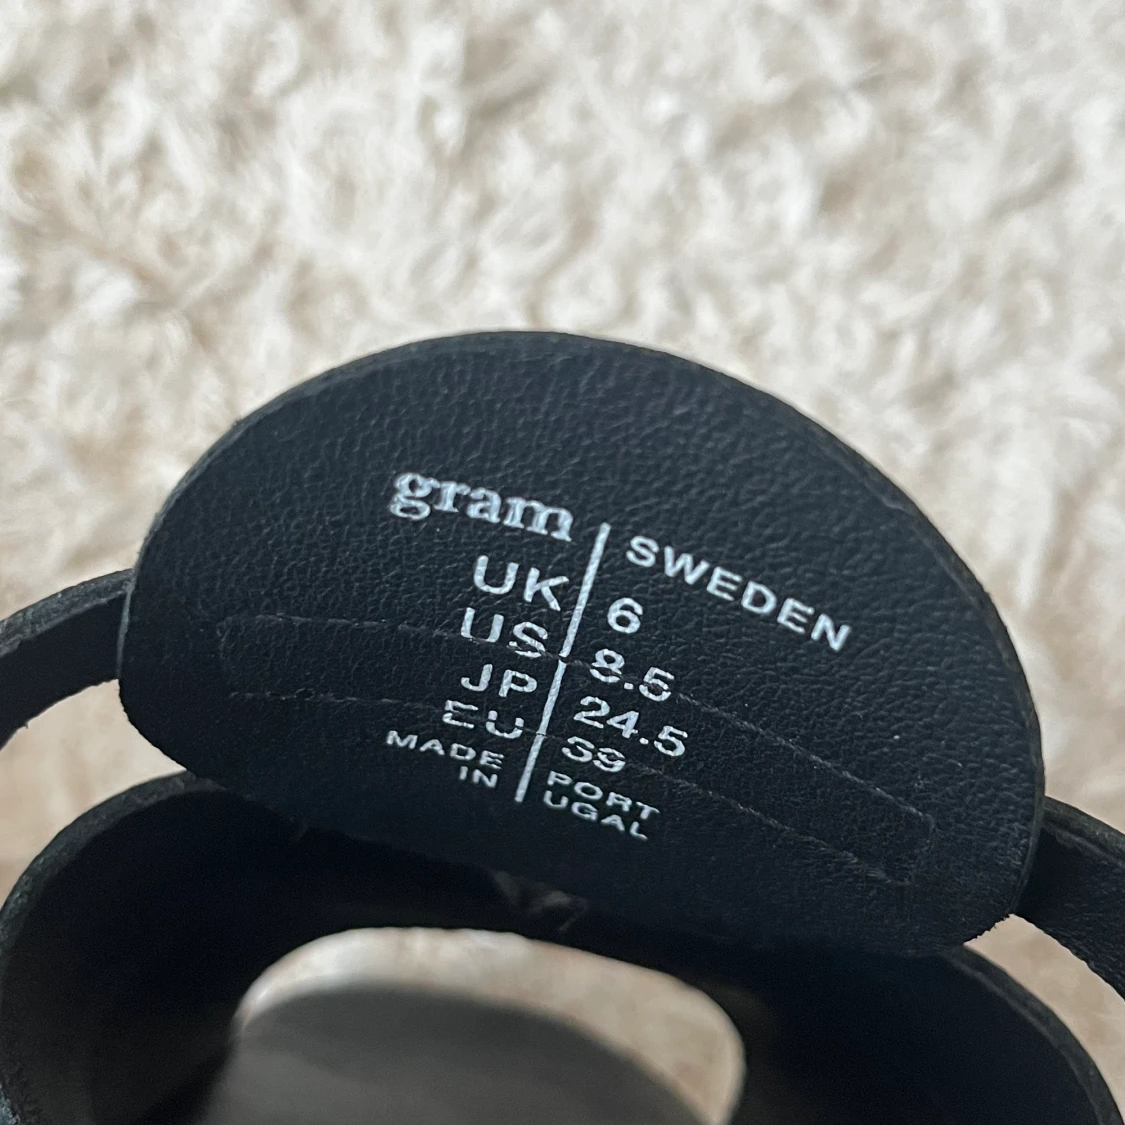 gram | SWEDEN
UK | 6
US | 8.5
JP | 24.5
EU | 39
MADE | PORT
IN | UGAL